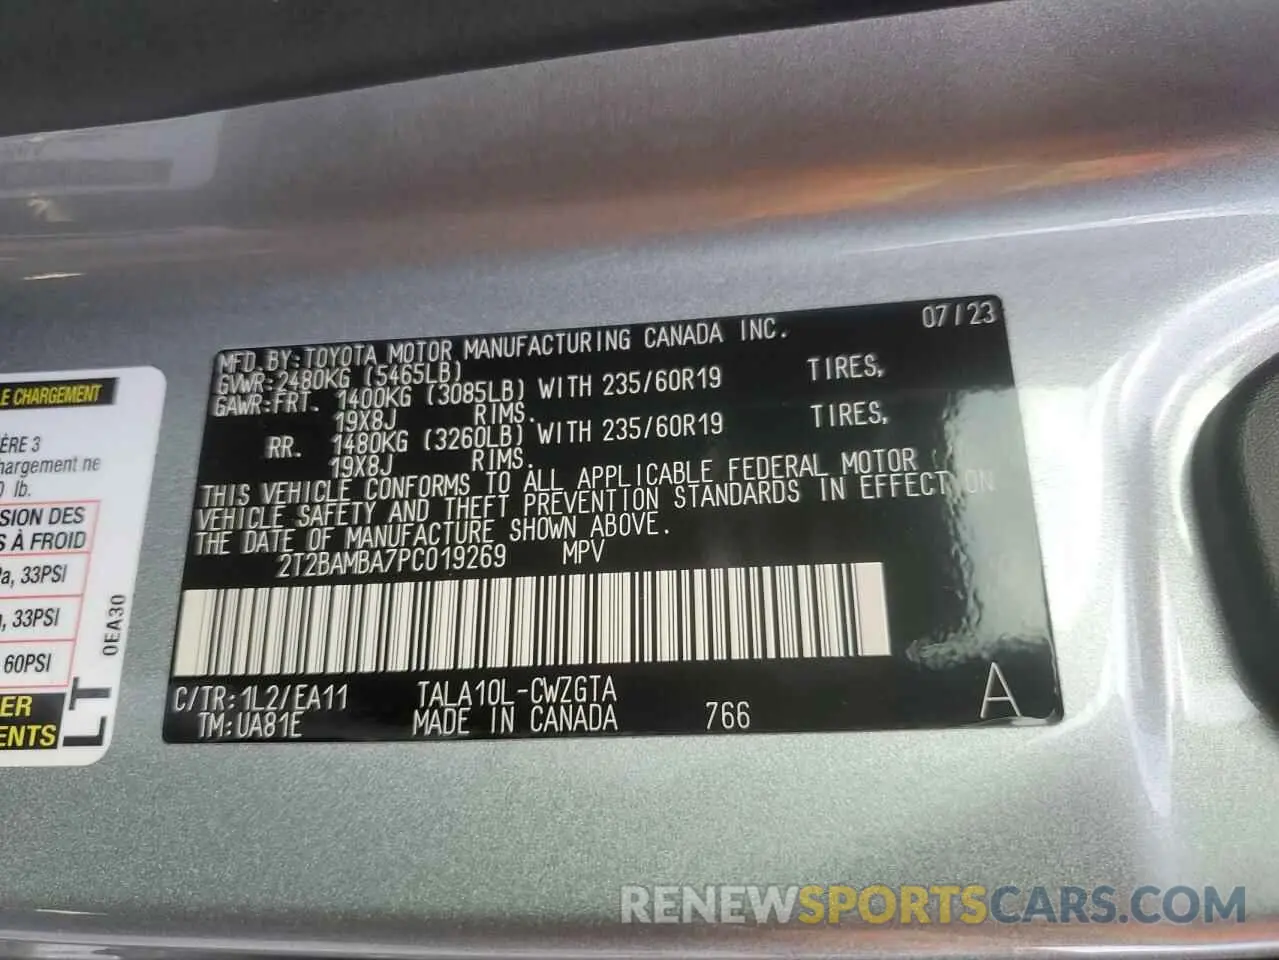 MFD. BY: TOYOTA MOTOR MANUFACTURING CANADA INC. 07/23
GVWR: 2480KG (5465LB)
GAWR: FRT. 1400KG (3085LB) WITH 235/60R19 TIRES,
19X8J RIMS.
RR. 1480KG (3260LB) WITH 235/60R19 TIRES,
19X8J RIMS.
THIS VEHICLE CONFORMS TO ALL APPLICABLE FEDERAL MOTOR
VEHICLE SAFETY AND THEFT PREVENTION STANDARDS IN EFFECT ON
THE DATE OF MANUFACTURE SHOWN ABOVE.
2T2BAMBA7PC019269 MPV
C/TR: 1L2/EA11 TALA10L-CWZGTA
TM: UA81E MADE IN CANADA 766 A
E CHARGEMENT
ÈRE 3
hargement ne
lb.
SION DES
S À FROID
a, 33PSI
, 33PSI
60PSI
ER
ENTS
LT
0EA30
RENEWSPORTSCARS.COM